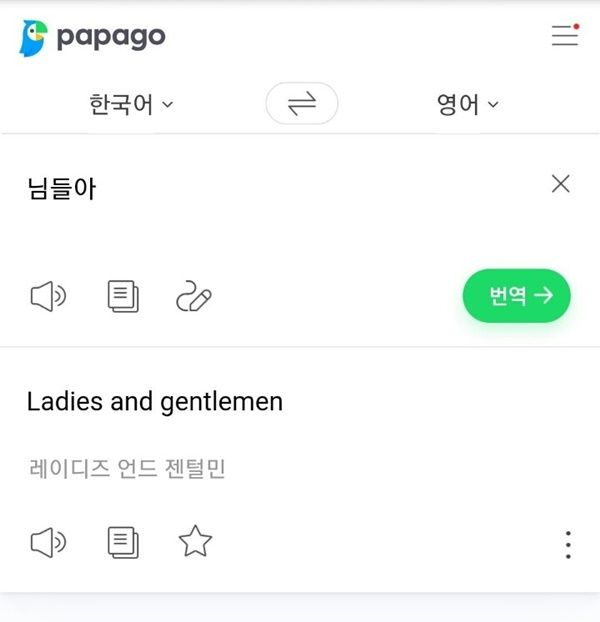 papago
한국어
영어
님들아
번역
Ladies and gentlemen
레이디즈 언드 젠털민